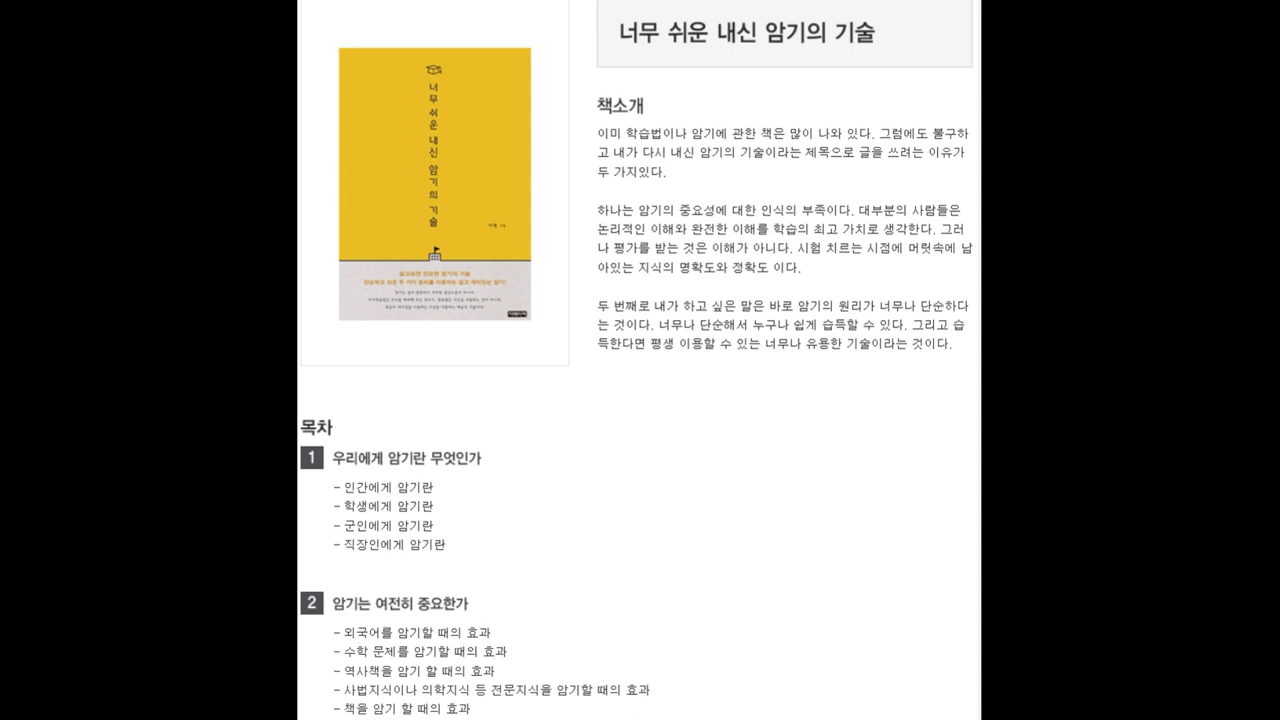 너무 쉬운 내신 암기의 기술
너무 쉬운 내신 암기의 기술
알고보면 단순한 암기의 기술
책소개
이미 학습법이나 암기에 관한 책은 많이 나와 있다. 그럼에도 불구하
고 내가 다시 내신 암기의 기술이라는 제목으로 글을 쓰려는 이유가
두 가지있다.
하나는 암기의 중요성에 대한 인식의 부족이다. 대부분의 사람들은
논리적인 이해와 완전한 이해를 학습의 최고 가치로 생각한다. 그러
나 평가를 받는 것은 이해가 아니다. 시험 치르는 시점에 머릿속에 남
아있는 지식의 명확도와 정확도 이다.
두 번째로 내가 하고 싶은 말은 바로 암기의 원리가 너무나 단순하다
는 것이다. 너무나 단순해서 누구나 쉽게 습득할 수 있다. 그리고 습
득한다면 평생 이용할 수 있는 너무나 유용한 기술이라는 것이다.
목차
1 우리에게 암기란 무엇인가
- 인간에게 암기란
- 학생에게 암기란
- 군인에게 암기란
- 직장인에게 암기란
2 암기는 여전히 중요한가
- 외국어를 암기할 때의 효과
- 수학 문제를 암기할 때의 효과
- 역사책을 암기 할 때의 효과
- 사법지식이나 의학지식 등 전문지식을 암기할 때의 효과
- 책을 암기 할 때의 효과